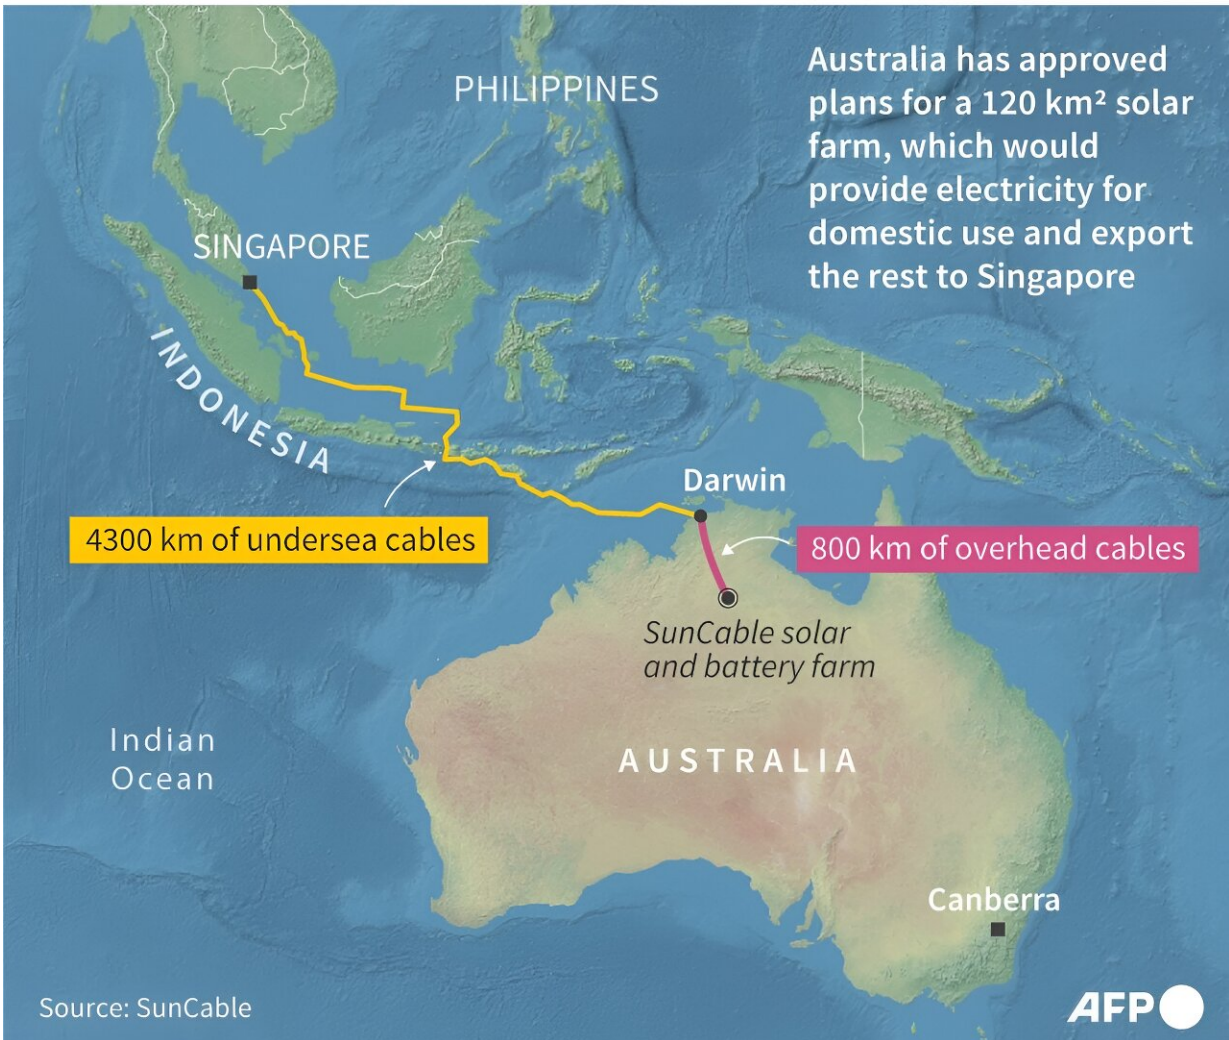 PHILIPPINES
Australia has approved
plans for a 120 km² solar
farm, which would
provide electricity for
domestic use and export
the rest to Singapore
SINGAPORE
INDONESIA
Darwin
4300 km of undersea cables
800 km of overhead cables
SunCable solar
and battery farm
Indian
Ocean
AUSTRALIA
Canberra
Source: SunCable
AFP